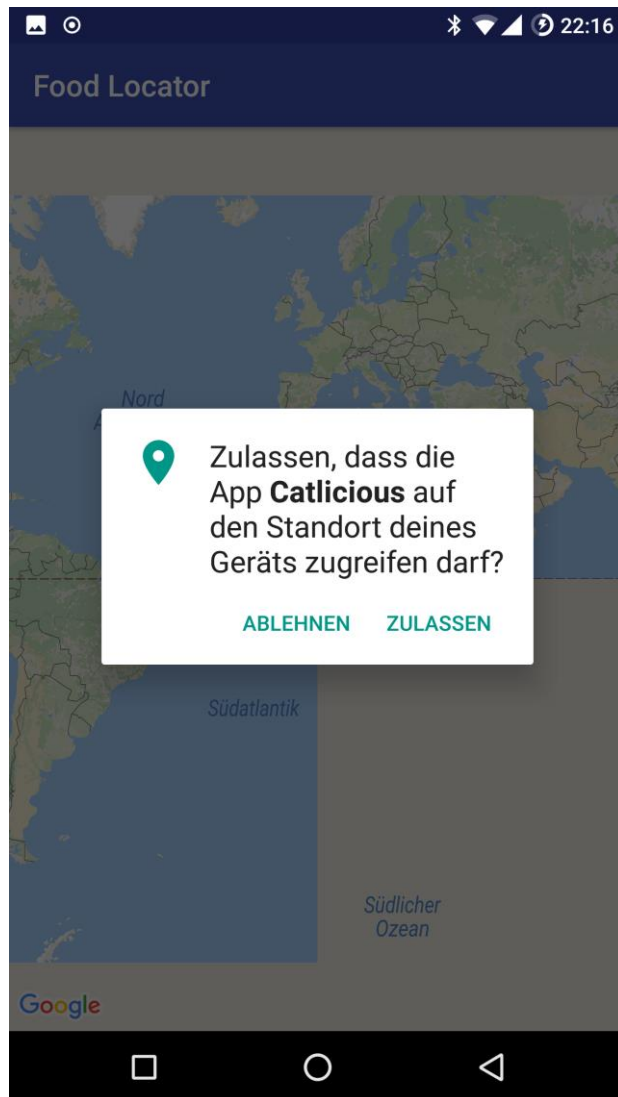 22:16
Food Locator
Nord
Zulassen, dass die
App Catlicious auf
den Standort deines
Geräts zugreifen darf?
ABLEHNEN ZULASSEN
Südatlantik
Südlicher
Ozean
Google